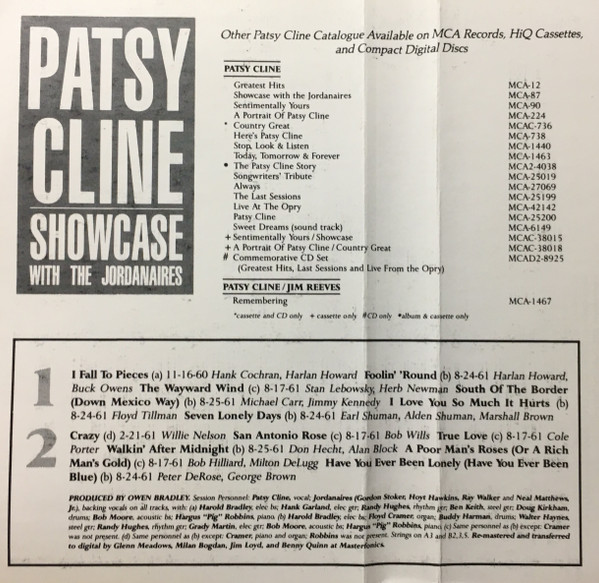 PATSY
CLINE
SHOWCASE
WITH THE JORDANAIRES
Other Patsy Cline Catalogue Available on MCA Records, HiQ Cassettes,
and Compact Digital Discs
PATSY CLINE
Greatest Hits MCA-12
Showcase with the Jordanaires MCA-87
Sentimentally Yours MCA-90
A Portrait Of Patsy Cline MCA-224
* Country Great MCAC-736
Here's Patsy Cline MCA-738
Stop, Look & Listen MCA-1440
Today, Tomorrow & Forever MCA-1463
• The Patsy Cline Story MCA2-4038
Songwriters' Tribute MCA-25019
Always MCA-27069
The Last Sessions MCA-25199
Live At The Opry MCA-42142
Patsy Cline MCA-25200
Sweet Dreams (sound track) MCA-6149
+ Sentimentally Yours / Showcase MCAC-38015
+ A Portrait Of Patsy Cline / Country Great MCAC-38018
# Commemorative CD Set MCAD2-8925
(Greatest Hits, Last Sessions and Live From the Opry)
PATSY CLINE / JIM REEVES
Remembering MCA-1467
*cassette and CD only + cassette only #CD only •album & cassette only
1
I Fall To Pieces (a) 11-16-60 Hank Cochran, Harlan Howard Foolin' 'Round (b) 8-24-61 Harlan Howard,
Buck Owens The Wayward Wind (c) 8-17-61 Stan Lebowsky, Herb Newman South Of The Border
(Down Mexico Way) (b) 8-25-61 Michael Carr, Jimmy Kennedy I Love You So Much It Hurts (b)
8-24-61 Floyd Tillman Seven Lonely Days (b) 8-24-61 Earl Shuman, Alden Shuman, Marshall Brown
2
Crazy (d) 2-21-61 Willie Nelson San Antonio Rose (c) 8-17-61 Bob Wills True Love (c) 8-17-61 Cole
Porter Walkin' After Midnight (b) 8-25-61 Don Hecht, Alan Block A Poor Man's Roses (Or A Rich
Man's Gold) (c) 8-17-61 Bob Hilliard, Milton DeLugg Have You Ever Been Lonely (Have You Ever Been
Blue) (b) 8-24-61 Peter DeRose, George Brown
PRODUCED BY OWEN BRADLEY. Session Personnel: Patsy Cline, vocal; Jordanaires (Gordon Stoker, Hoyt Hawkins, Ray Walker and Neal Matthews,
Jr.), backing vocals on all tracks, with: (a) Harold Bradley, elec bs; Hank Garland, elec gtr; Randy Hughes, rhythm gtr; Ben Keith, steel gtr; Doug Kirkham,
drums; Bob Moore, acoustic bs; Hargus "Pig" Robbins, piano. (b) Harold Bradley, elec bs; Floyd Cramer, organ; Buddy Harman, drums; Walter Haynes,
steel gtr; Randy Hughes, rhythm gtr; Grady Martin, elec gtr; Bob Moore, acoustic bs; Hargus "Pig" Robbins, piano. (c) Same personnel as (b) except: Cramer
was not present. (d) Same personnel as (b) except: Cramer, piano and organ; Robbins was not present. Strings on A3 and B2,3,5. Re-mastered and transferred
to digital by Glenn Meadows, Milan Bogdan, Jim Loyd, and Benny Quinn at Masterfonics.